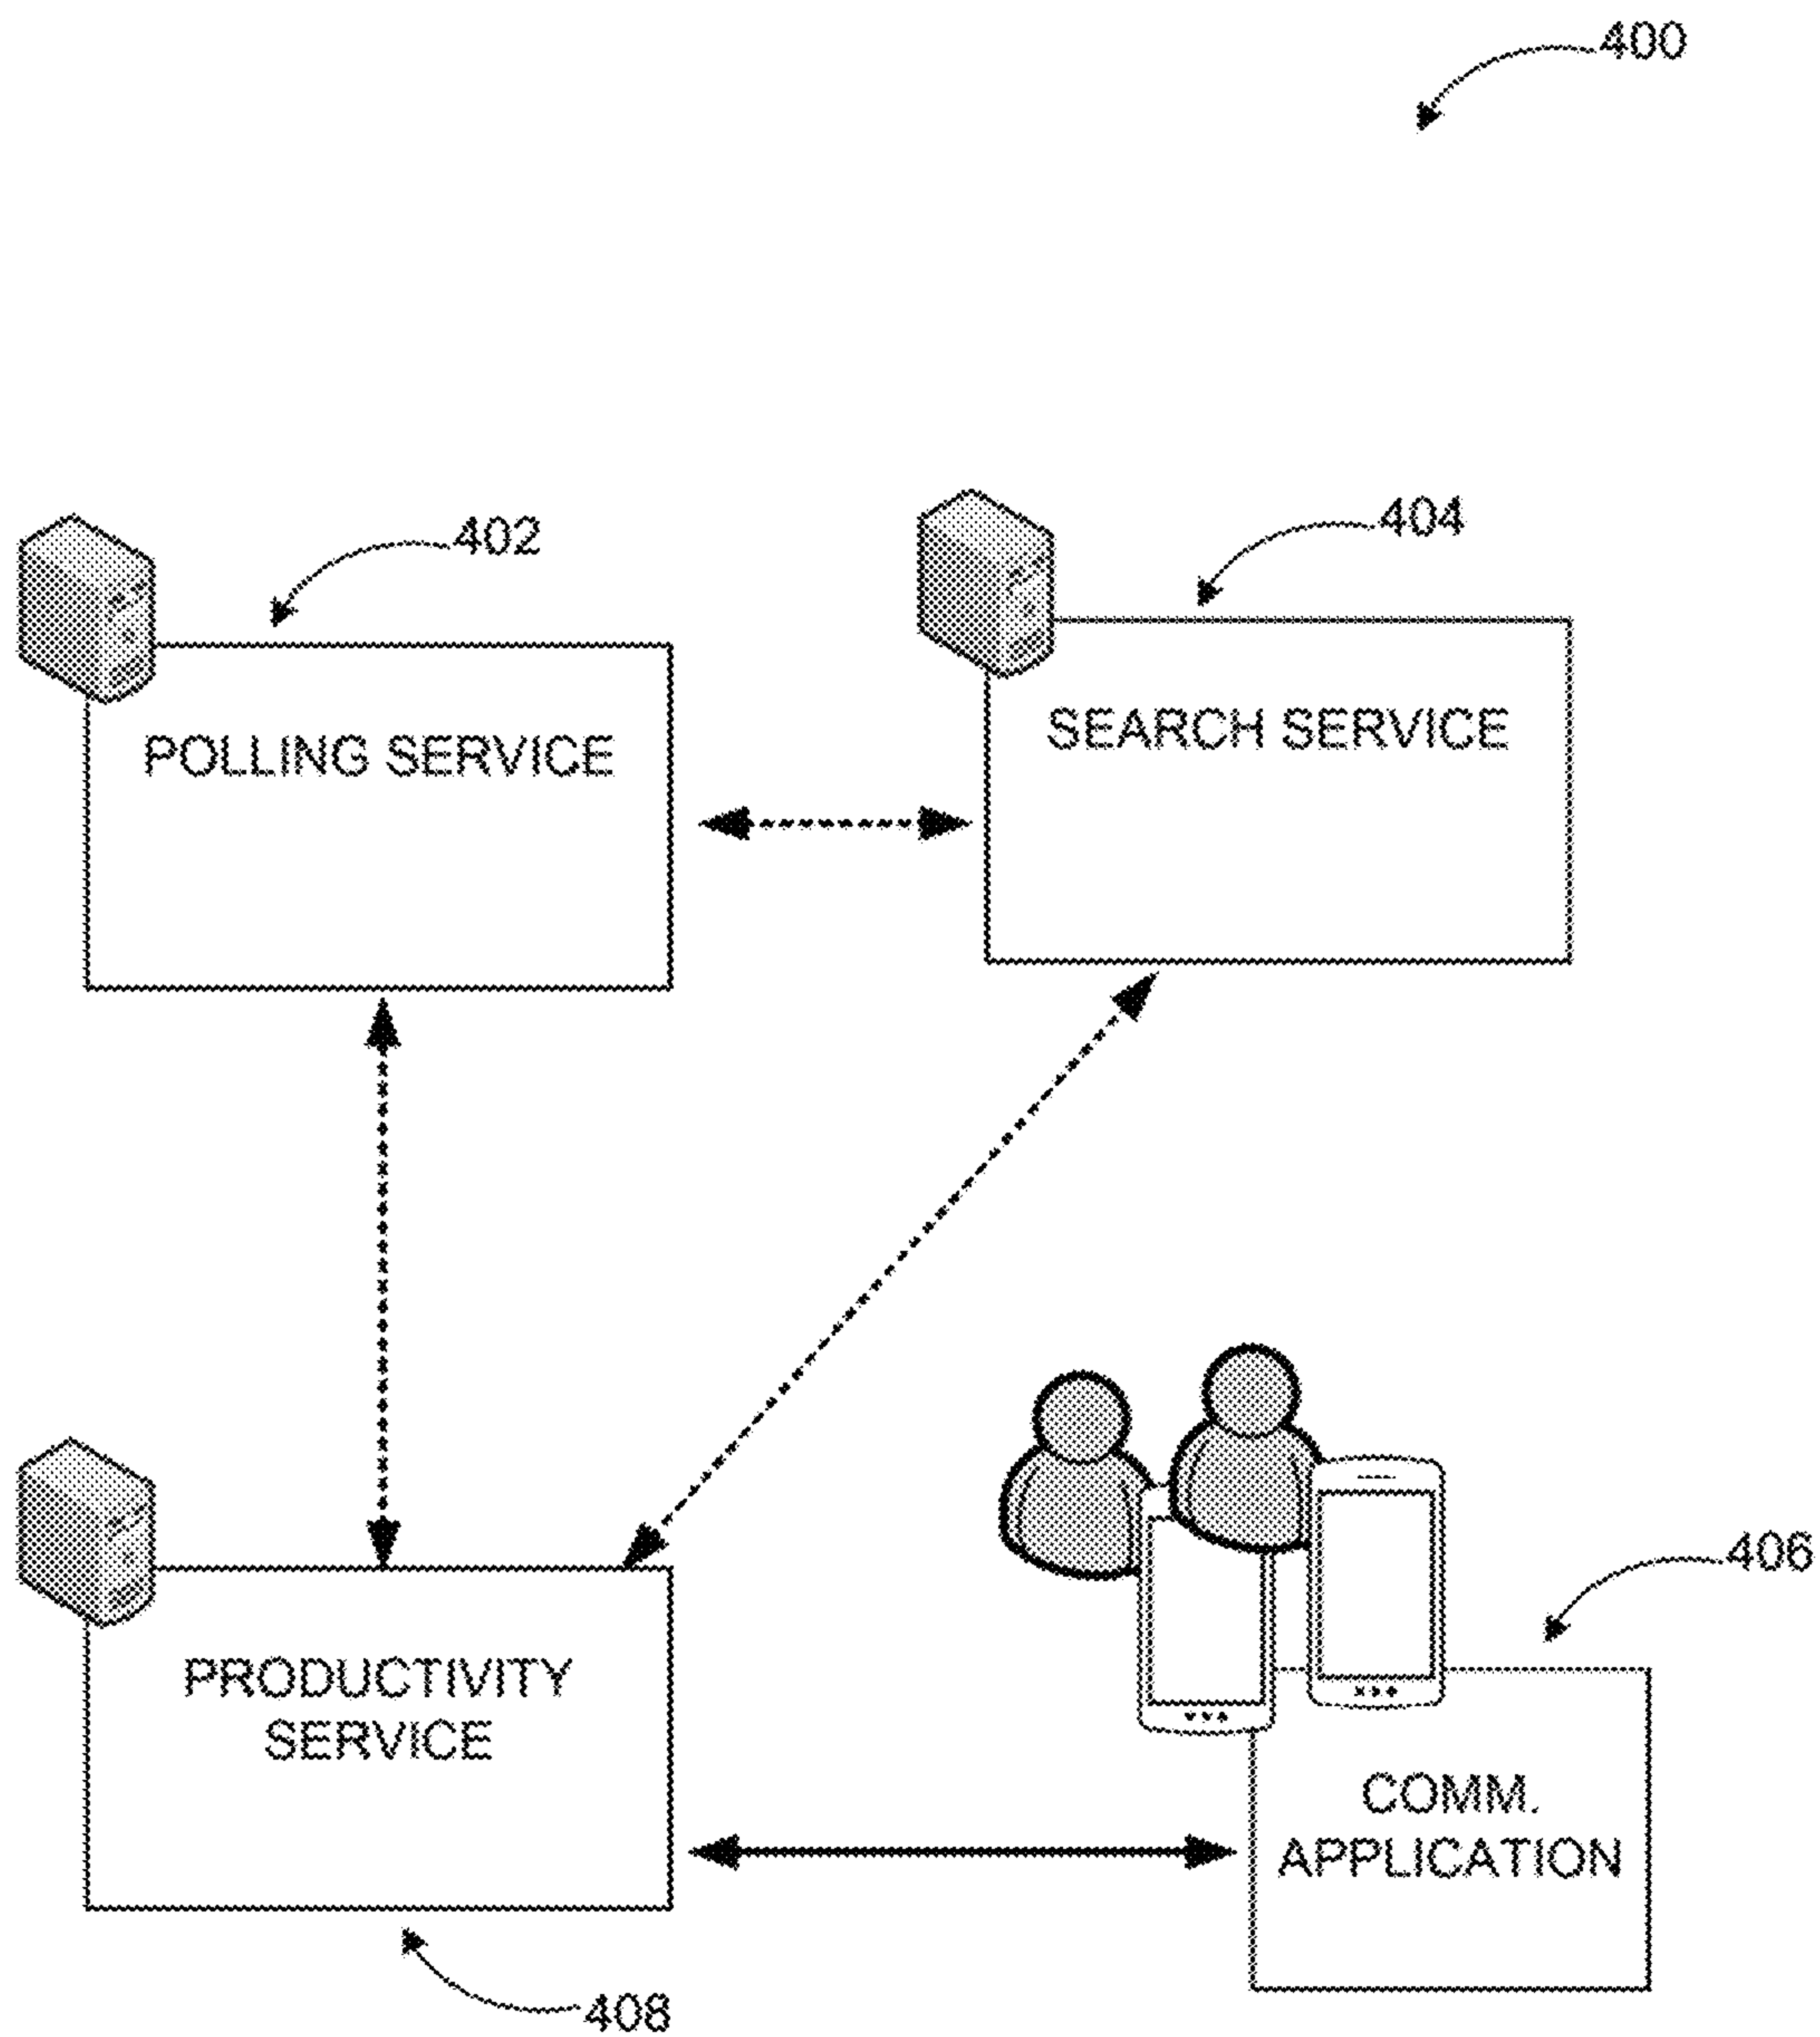 400
402
404
POLLING SERVICE
SEARCH SERVICE
406
PRODUCTIVITY
SERVICE
COMM.
APPLICATION
408